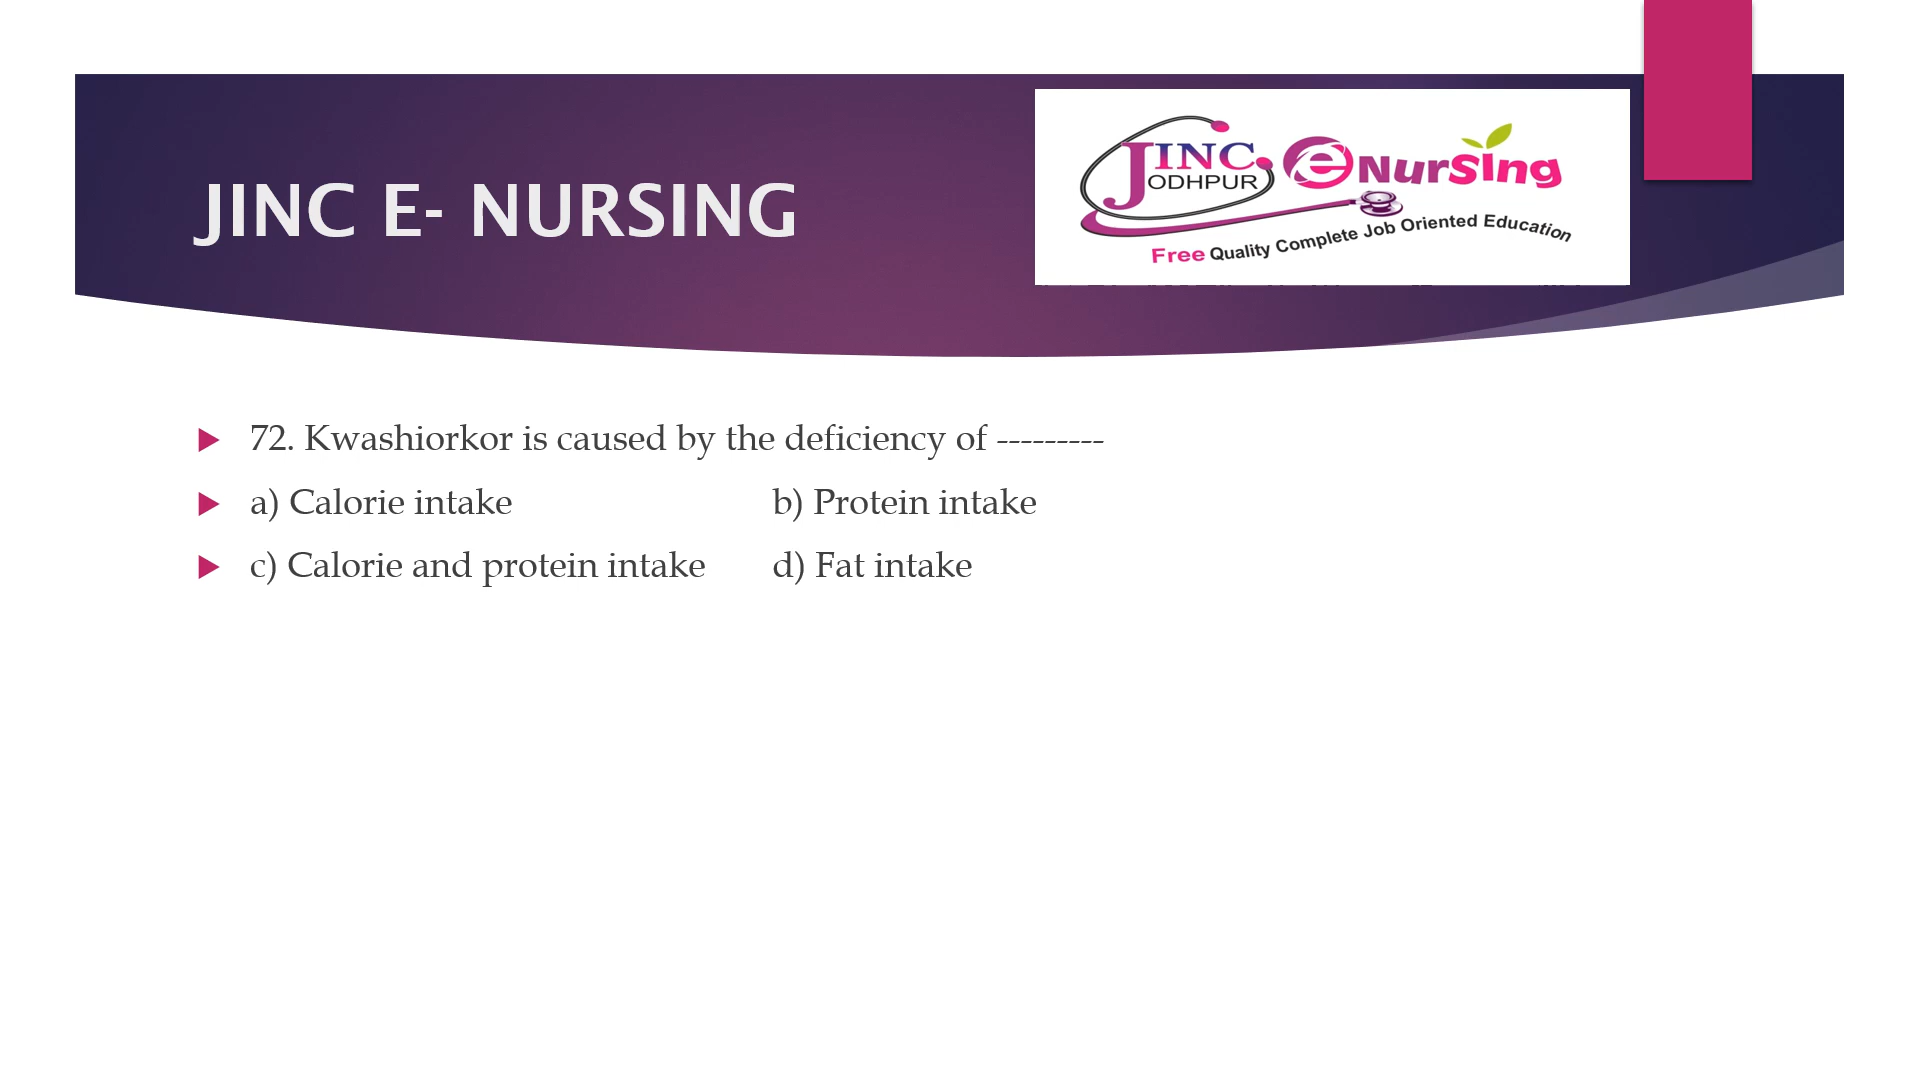 JINC E- NURSING
JINC ODHPUR eNursing
Free Quality Complete Job Oriented Education
72. Kwashiorkor is caused by the deficiency of ---------
a) Calorie intake b) Protein intake
c) Calorie and protein intake d) Fat intake